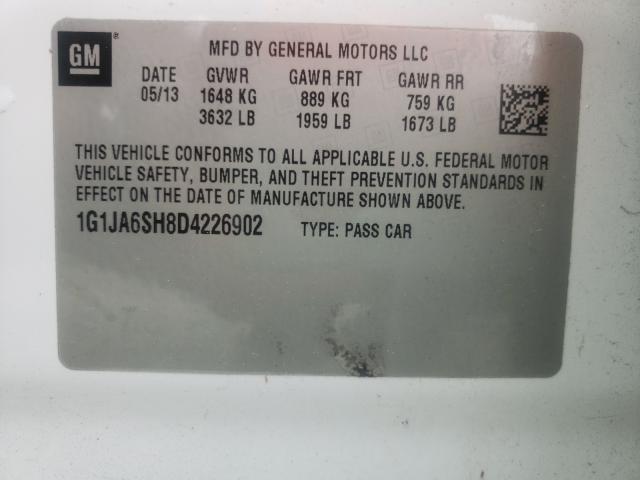 GM ®
MFD BY GENERAL MOTORS LLC
DATE GVWR GAWR FRT GAWR RR
05/13 1648 KG 889 KG 759 KG
3632 LB 1959 LB 1673 LB
THIS VEHICLE CONFORMS TO ALL APPLICABLE U.S. FEDERAL MOTOR
VEHICLE SAFETY, BUMPER, AND THEFT PREVENTION STANDARDS IN
EFFECT ON THE DATE OF MANUFACTURE SHOWN ABOVE.
1G1JA6SH8D4226902 TYPE: PASS CAR